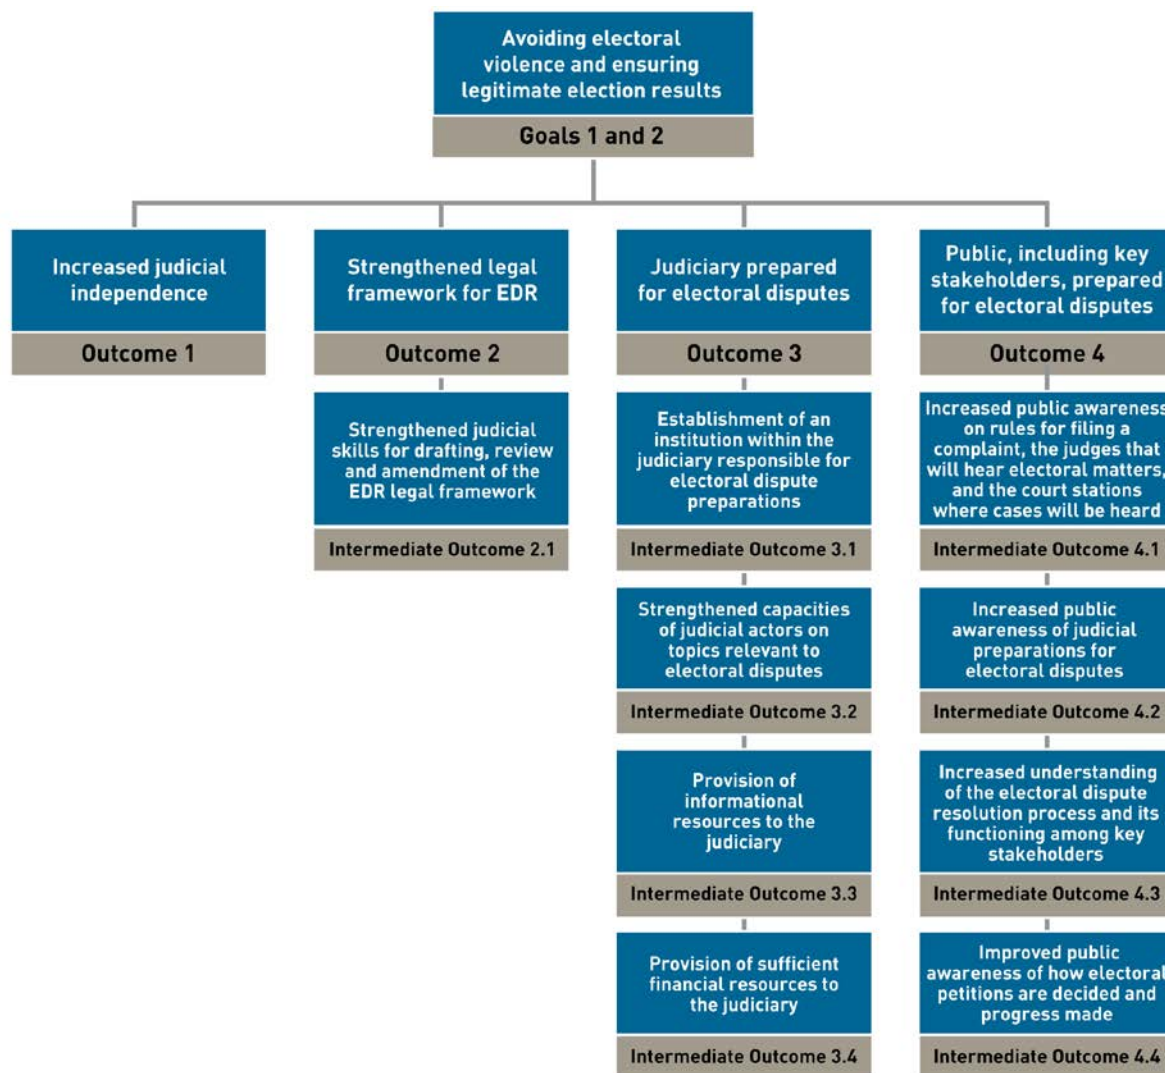 Avoiding electoral
violence and ensuring
legitimate election results
Goals 1 and 2
Increased judicial
independence
Outcome 1
Strengthened legal
framework for EDR
Outcome 2
Strengthened judicial
skills for drafting, review
and amendment of the
EDR legal framework
Intermediate Outcome 2.1
Judiciary prepared
for electoral disputes
Outcome 3
Establishment of an
institution within the
judiciary responsible for
electoral dispute
preparations
Intermediate Outcome 3.1
Strengthened capacities
of judicial actors on
topics relevant to
electoral disputes
Intermediate Outcome 3.2
Provision of
informational
resources to the
judiciary
Intermediate Outcome 3.3
Provision of sufficient
financial resources to
the judiciary
Intermediate Outcome 3.4
Public, including key
stakeholders, prepared
for electoral disputes
Outcome 4
Increased public awareness
on rules for filing a
complaint, the judges that
will hear electoral matters,
and the court stations
where cases will be heard
Intermediate Outcome 4.1
Increased public
awareness of judicial
preparations for
electoral disputes
Intermediate Outcome 4.2
Increased understanding
of the electoral dispute
resolution process and its
functioning among key
stakeholders
Intermediate Outcome 4.3
Improved public
awareness of how electoral
petitions are decided and
progress made
Intermediate Outcome 4.4